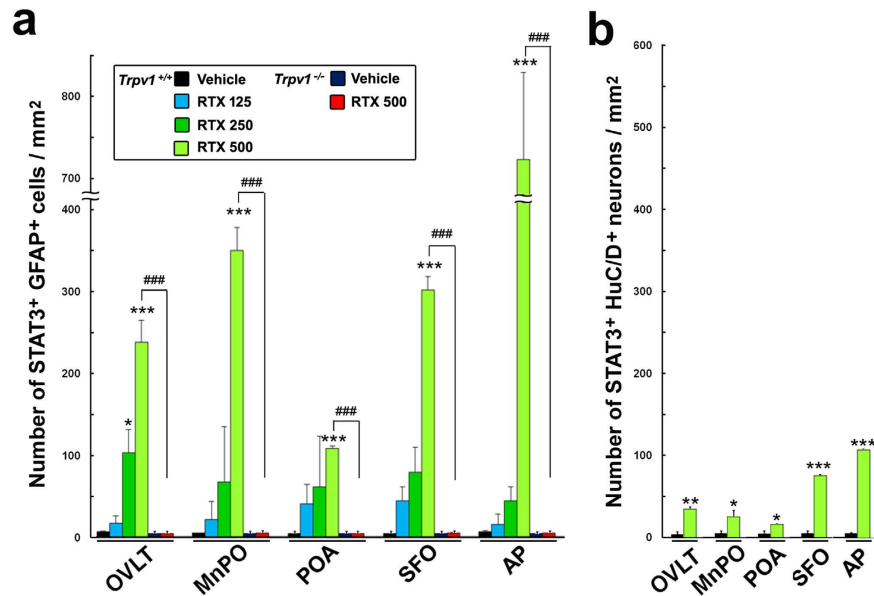 a
Number of STAT3+ GFAP+ cells / mm2
800
700
400
300
200
100
0
Trpv1 +/+ Vehicle
RTX 125
RTX 250
RTX 500
Trpv1 -/- Vehicle
RTX 500
* *** ###
*** ###
*** ###
*** ###
*** ###
OVLT MnPO POA SFO AP
b
Number of STAT3+ HuC/D+ neurons / mm2
600
500
400
300
200
100
0
** * * *** ***
OVLT MnPO POA SFO AP